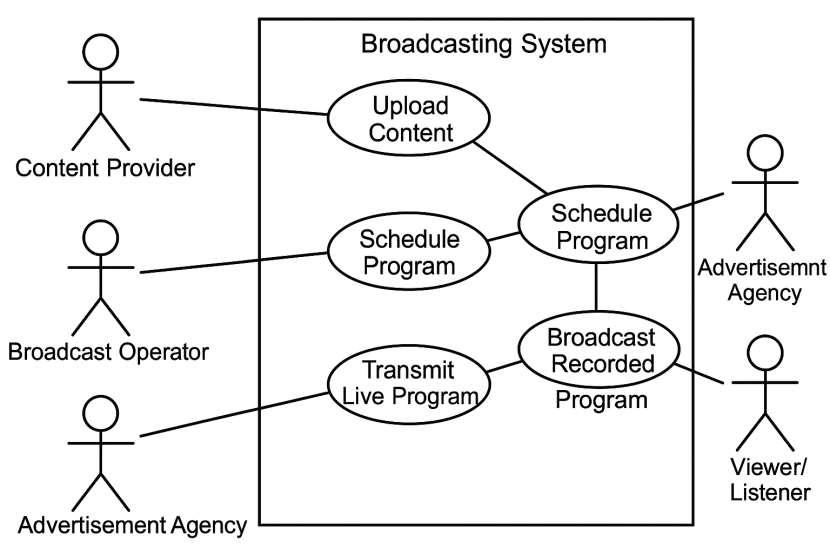 Broadcasting System
Content Provider
Upload
Content
Broadcast Operator
Schedule
Program
Schedule
Program
Advertisemnt
Agency
Advertisement Agency
Transmit
Live Program
Broadcast
Recorded
Program
Viewer/
Listener